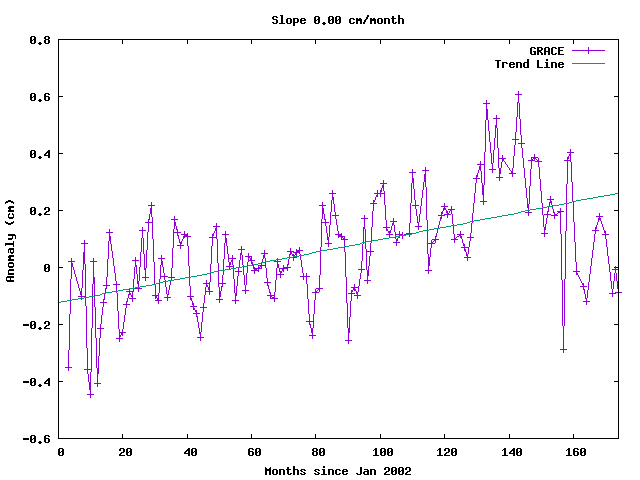 Slope 0.00 cm/month
GRACE
Trend Line
0.8
0.6
0.4
0.2
0
-0.2
-0.4
-0.6
Anomaly (cm)
0 20 40 60 80 100 120 140 160
Months since Jan 2002